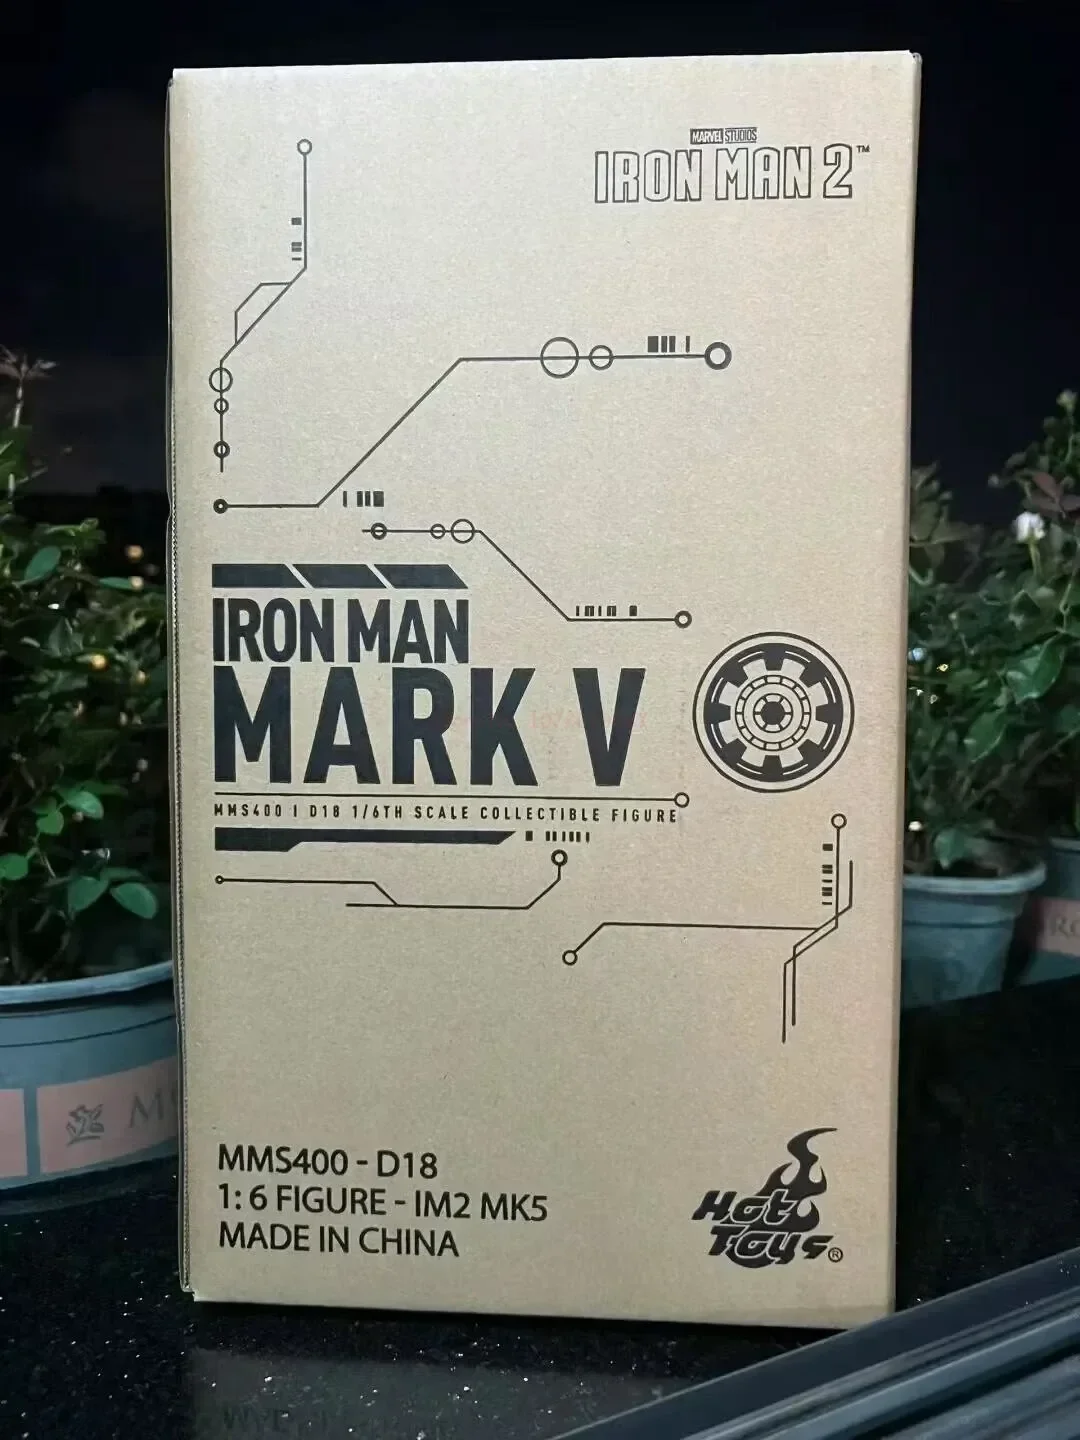 MARVEL STUDIOS
IRON MAN 2™
IRON MAN
MARK V
MMS400 | D18 1/6TH SCALE COLLECTIBLE FIGURE
MMS400 - D18
1: 6 FIGURE - IM2 MK5
MADE IN CHINA
Hot
Toys®